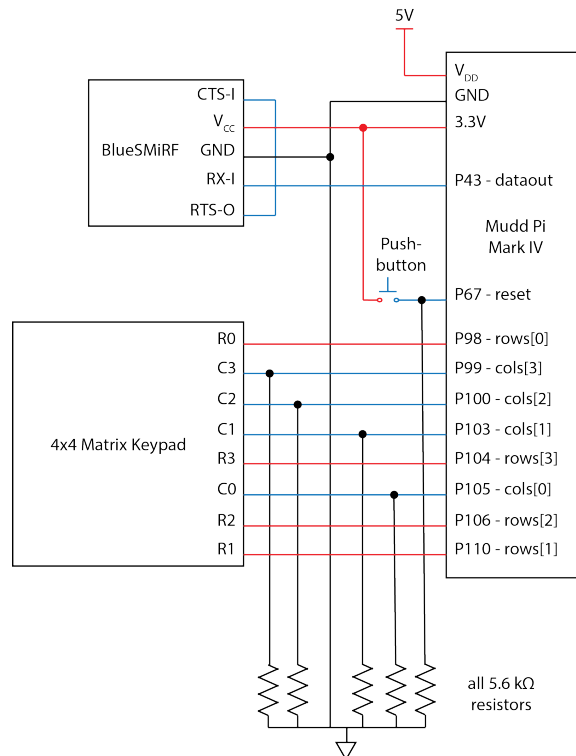 5V
V_DD
GND
3.3V
P43 - dataout
Mudd Pi
Mark IV
P67 - reset
P98 - rows[0]
P99 - cols[3]
P100 - cols[2]
P103 - cols[1]
P104 - rows[3]
P105 - cols[0]
P106 - rows[2]
P110 - rows[1]
CTS-I
V_CC
BlueSMiRF
GND
RX-I
RTS-O
Push-
button
R0
C3
C2
C1
4x4 Matrix Keypad
R3
C0
R2
R1
all 5.6 kΩ
resistors